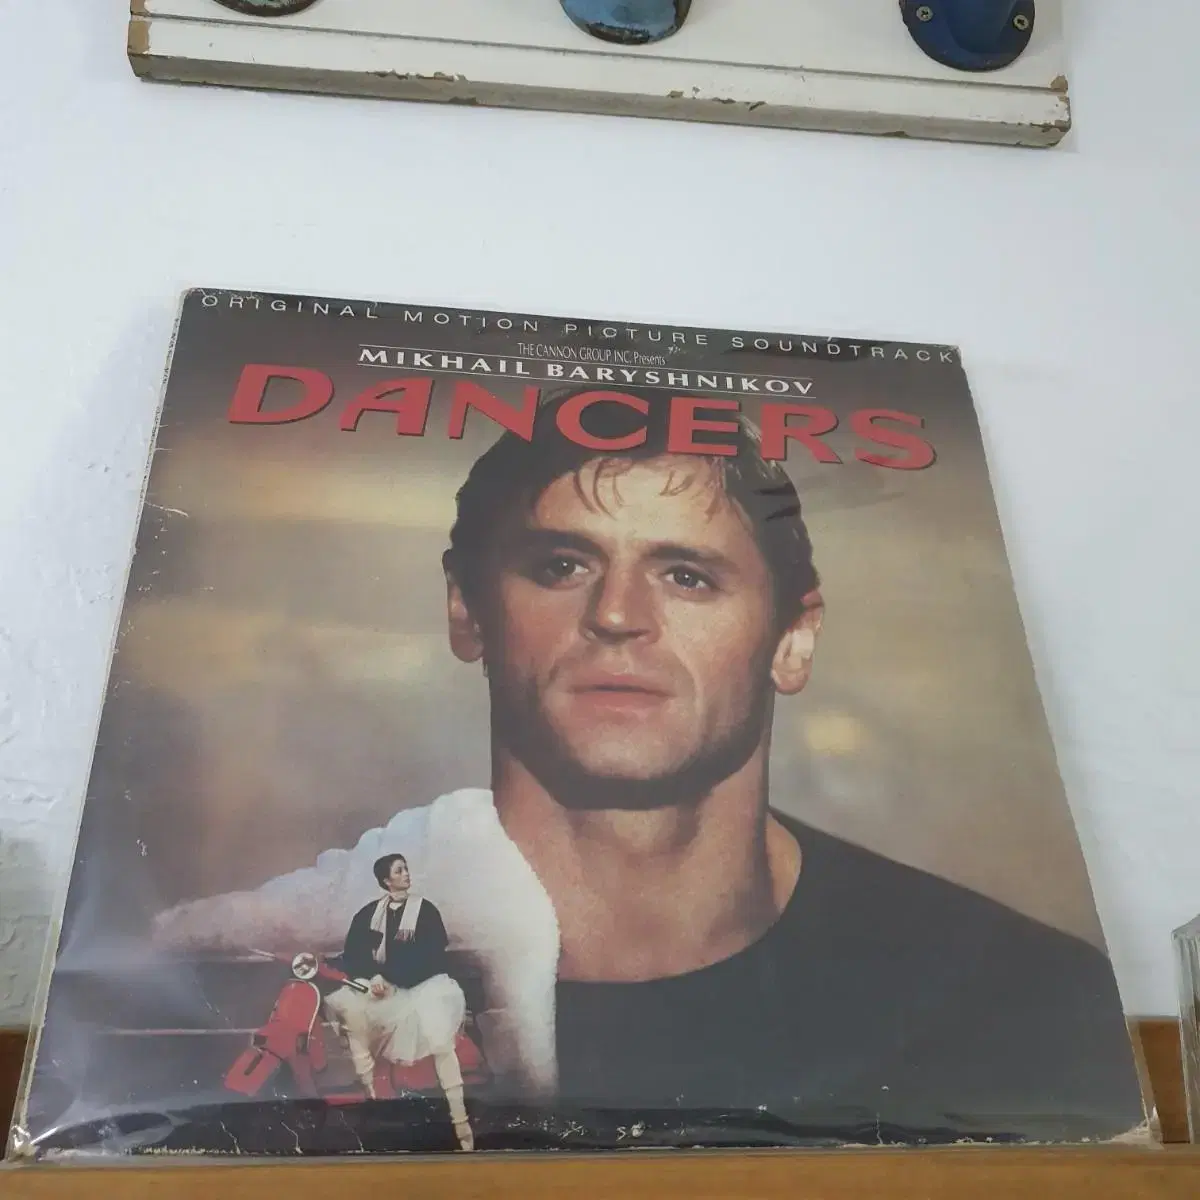 ORIGINAL MOTION PICTURE SOUNDTRACK
THE CANNON GROUP, INC. Presents
MIKHAIL BARYSHNIKOV
DANCERS